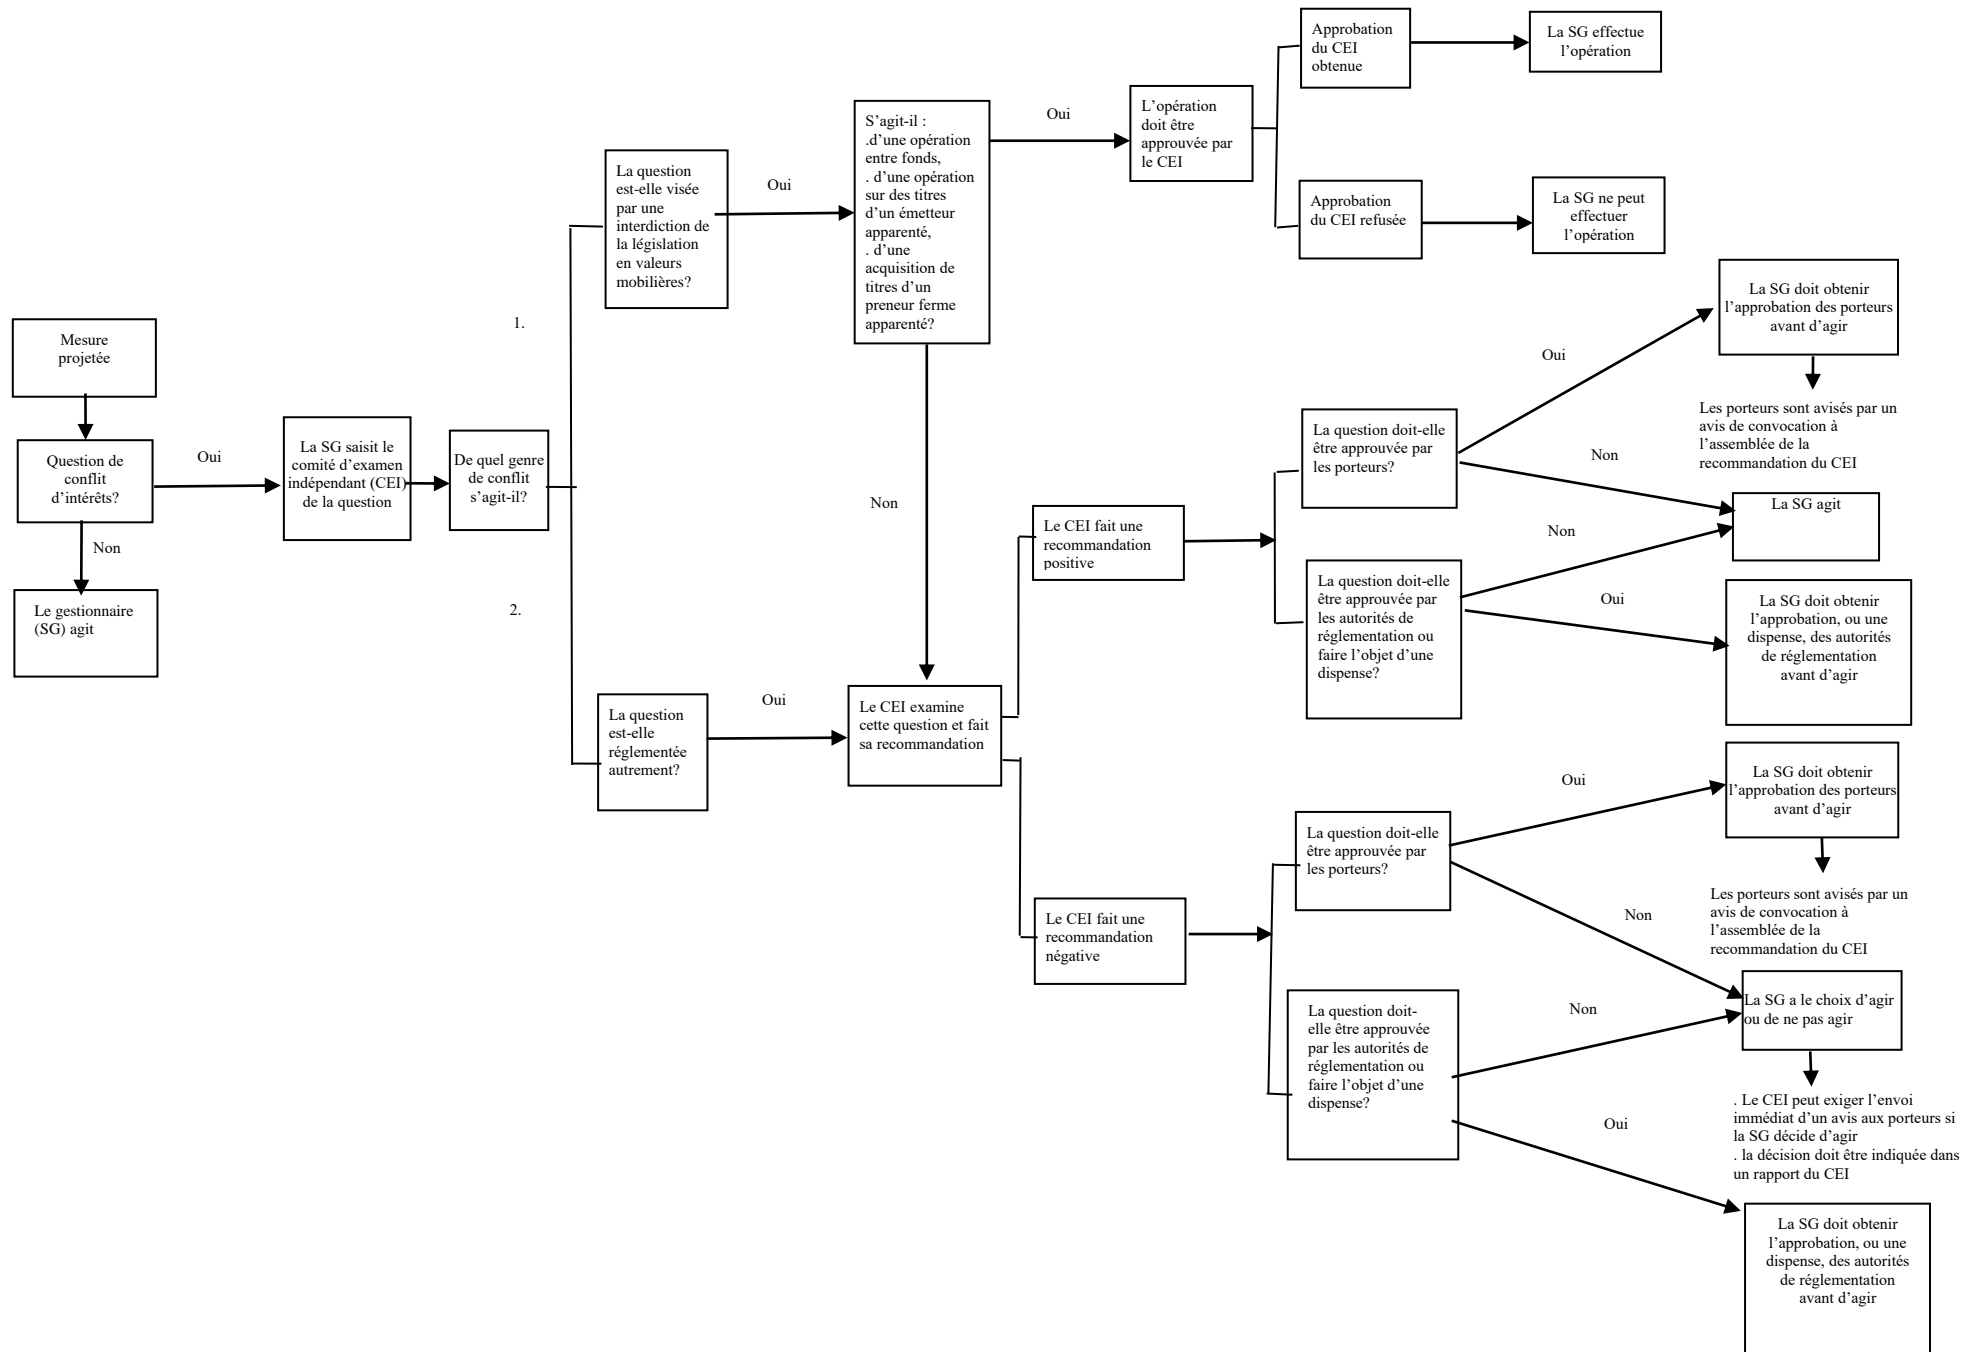 Mesure
projetée
Question de
conflit
d’intérêts?
Oui
Non
Le gestionnaire
(SG) agit
La SG saisit le
comité d’examen
indépendant (CEI)
de la question
De quel genre
de conflit
s’agit-il?
1.
2.
La question
est-elle visée
par une
interdiction de
la législation
en valeurs
mobilières?
Oui
S’agit-il :
.d’une opération
entre fonds,
. d’une opération
sur des titres
d’un émetteur
apparenté,
. d’une
acquisition de
titres d’un
preneur ferme
apparenté?
Oui
Non
L’opération
doit être
approuvée par
le CEI
Approbation
du CEI
obtenue
La SG effectue
l’opération
Approbation
du CEI refusée
La SG ne peut
effectuer
l’opération
La question
est-elle
réglementée
autrement?
Oui
Le CEI examine
cette question et fait
sa recommandation
Le CEI fait une
recommandation
positive
La question doit-elle
être approuvée par
les porteurs?
Oui
La SG doit obtenir
l’approbation des porteurs
avant d’agir
Les porteurs sont avisés par un
avis de convocation à
l’assemblée de la
recommandation du CEI
Non
La SG agit
La question doit-elle
être approuvée par
les autorités de
réglementation ou
faire l’objet d’une
dispense?
Non
Oui
La SG doit obtenir
l’approbation, ou une
dispense, des autorités
de réglementation
avant d’agir
Le CEI fait une
recommandation
négative
La question doit-elle
être approuvée par
les porteurs?
Oui
La SG doit obtenir
l’approbation des porteurs
avant d’agir
Les porteurs sont avisés par un
avis de convocation à
l’assemblée de la
recommandation du CEI
Non
La SG a le choix d’agir
ou de ne pas agir
. Le CEI peut exiger l’envoi
immédiat d’un avis aux porteurs si
la SG décide d’agir
. la décision doit être indiquée dans
un rapport du CEI
La question doit-
elle être approuvée
par les autorités de
réglementation ou
faire l’objet d’une
dispense?
Non
Oui
La SG doit obtenir
l’approbation, ou une
dispense, des autorités
de réglementation
avant d’agir